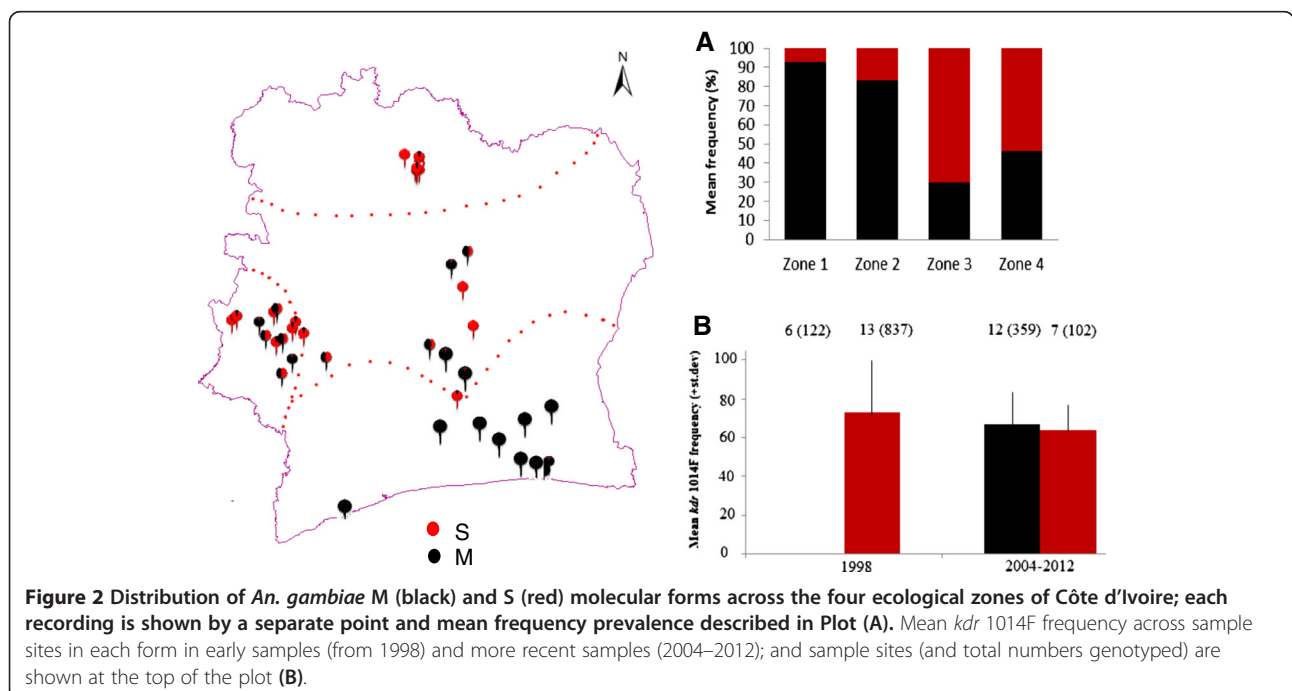 N
S
M
A
Mean frequency (%)
100
90
80
70
60
50
40
30
20
10
0
Zone 1 Zone 2 Zone 3 Zone 4
B
6 (122) 13 (837) 12 (359) 7 (102)
Mean kdr 1014F frequency (+st.dev)
100
80
60
40
20
0
1998 2004-2012
Figure 2 Distribution of An. gambiae M (black) and S (red) molecular forms across the four ecological zones of Côte d'Ivoire; each
recording is shown by a separate point and mean frequency prevalence described in Plot (A). Mean kdr 1014F frequency across sample
sites in each form in early samples (from 1998) and more recent samples (2004–2012); and sample sites (and total numbers genotyped) are
shown at the top of the plot (B).